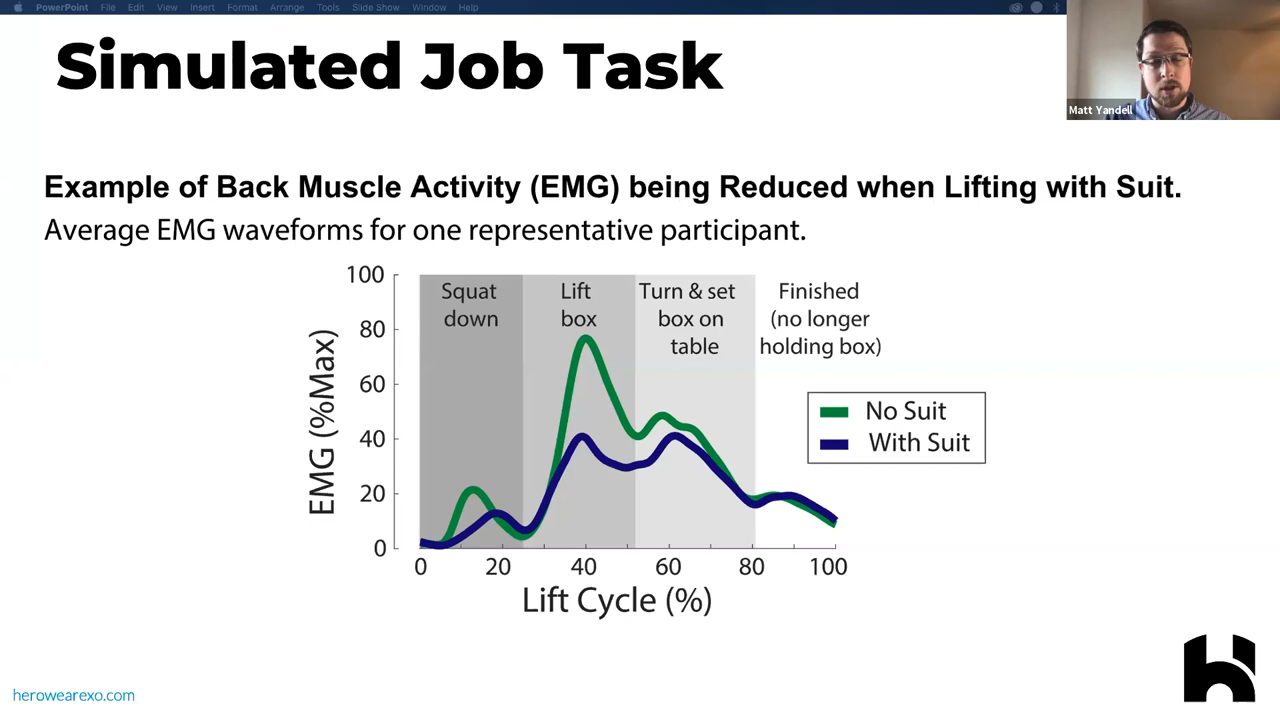 PowerPoint File Edit View Insert Format Arrange Tools Slide Show Window Help
Simulated Job Task
Matt Yandell
Example of Back Muscle Activity (EMG) being Reduced when Lifting with Suit.
Average EMG waveforms for one representative participant.
EMG (%Max)
100
80
60
40
20
0
Squat
down
Lift
box
Turn & set
box on
table
Finished
(no longer
holding box)
No Suit
With Suit
0 20 40 60 80 100
Lift Cycle (%)
herowearexo.com